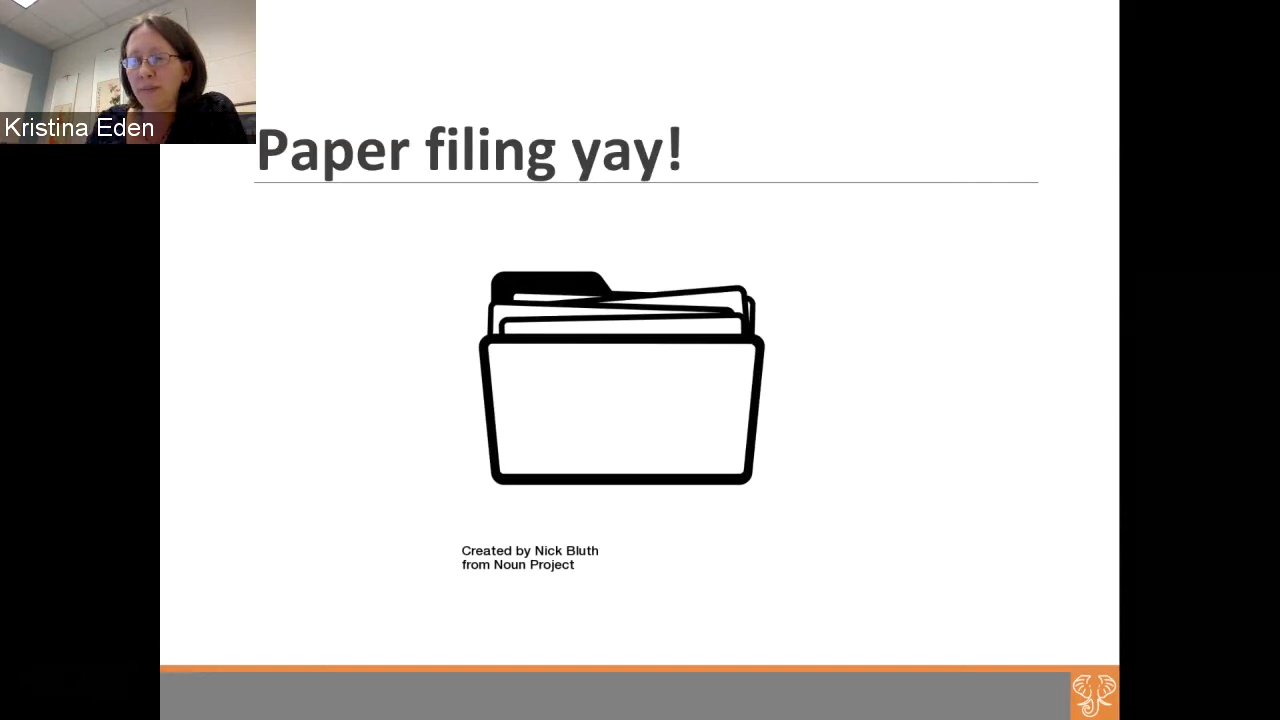 Kristina Eden
Paper filing yay!
Created by Nick Bluth
from Noun Project